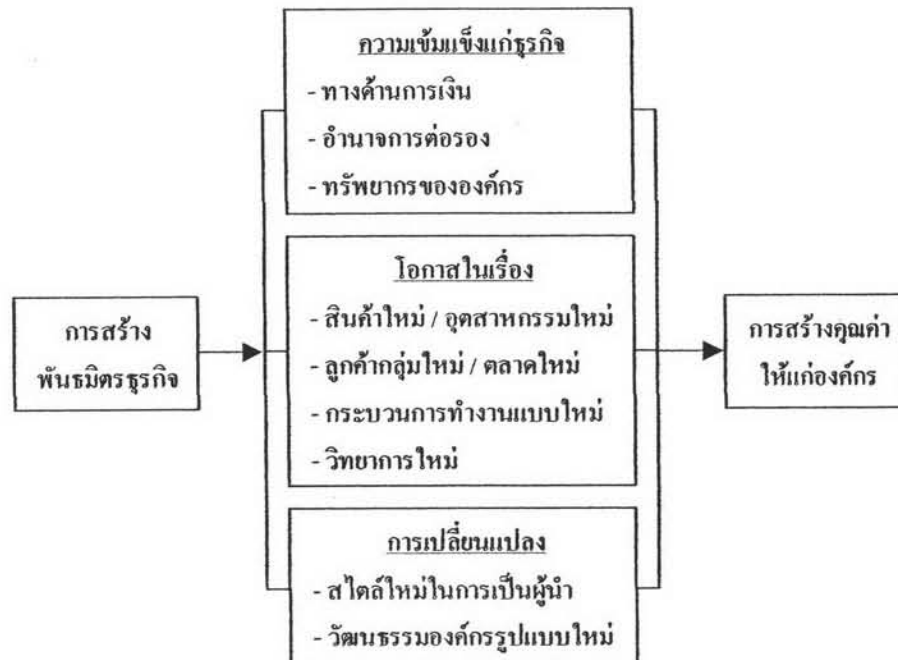 ความเข้มแข็งแก่ธุรกิจ
- ทางด้านการเงิน
- อำนาจการต่อรอง
- ทรัพยากรขององค์กร
การสร้าง
พันธมิตรธุรกิจ
โอกาสในเรื่อง
- สินค้าใหม่ / อุตสาหกรรมใหม่
- ลูกค้ากลุ่มใหม่ / ตลาดใหม่
- กระบวนการทำงานแบบใหม่
- วิทยาการใหม่
การสร้างคุณค่า
ให้แก่องค์กร
การเปลี่ยนแปลง
- สไตล์ใหม่ในการเป็นผู้นำ
- วัฒนธรรมองค์กรรูปแบบใหม่